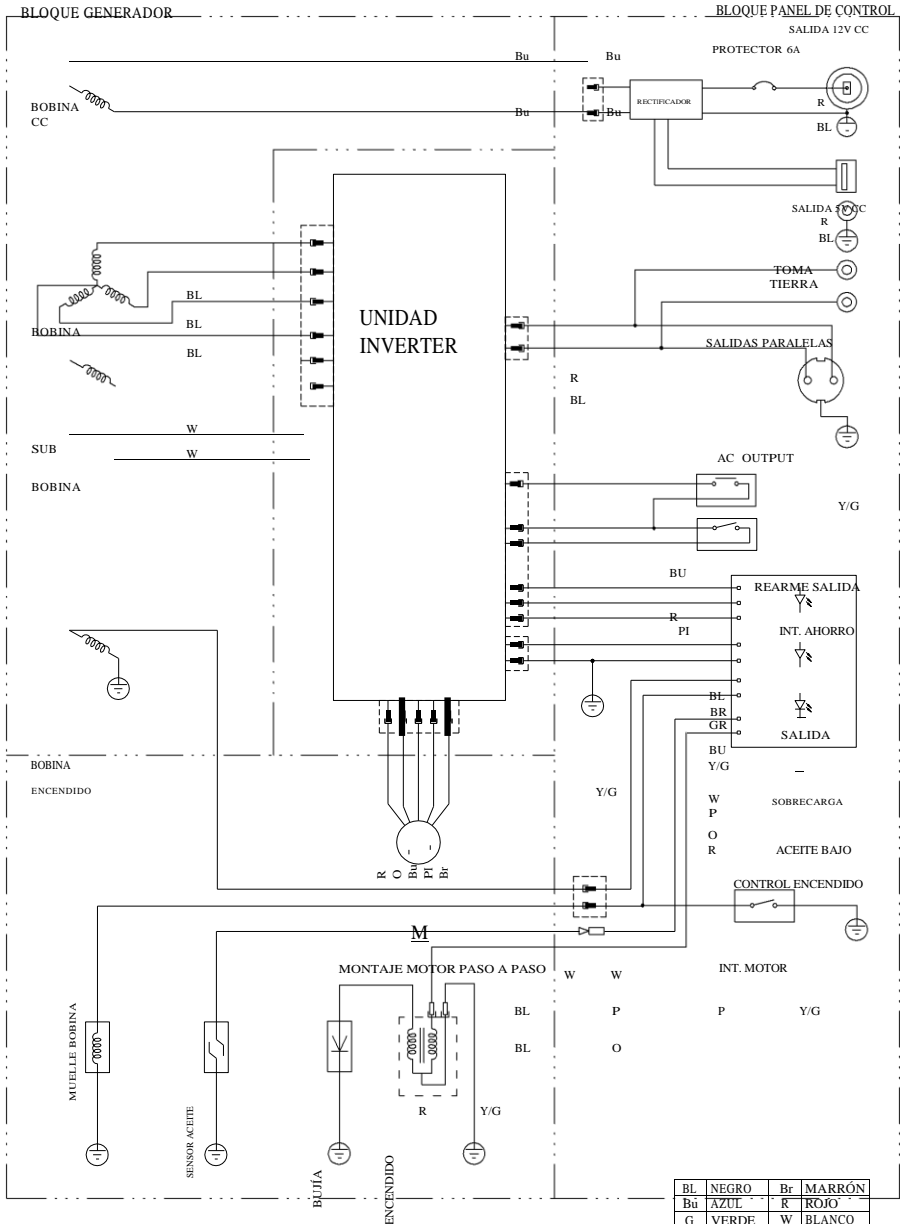 BLOQUE GENERADOR
BLOQUE PANEL DE CONTROL
SALIDA 12V CC
PROTECTOR 6A
Bu
Bu
RECTIFICADOR
R
BOBINA
CC
Bu
Bu
BL
SALIDA 5V CC
R
BL
TOMA
TIERRA
BL
UNIDAD
INVERTER
BOBINA
BL
SALIDAS PARALELAS
BL
R
BL
W
SUB
W
AC OUTPUT
BOBINA
Y/G
BU
REARME SALIDA
R
PI
INT. AHORRO
BL
BR
GR
SALIDA
BU
BOBINA
Y/G
ENCENDIDO
Y/G
W
SOBRECARGA
P
O
R
ACEITE BAJO
R
O
Bu
PI
Br
CONTROL ENCENDIDO
M
MONTAJE MOTOR PASO A PASO
W
W
INT. MOTOR
BL
P
P
Y/G
MUELLE BOBINA
BL
O
R
Y/G
SENSOR ACEITE
BUJÍA
ENCENDIDO
BL NEGRO Br MARRÓN
Bu AZUL R ROJO
G VERDE W BLANCO